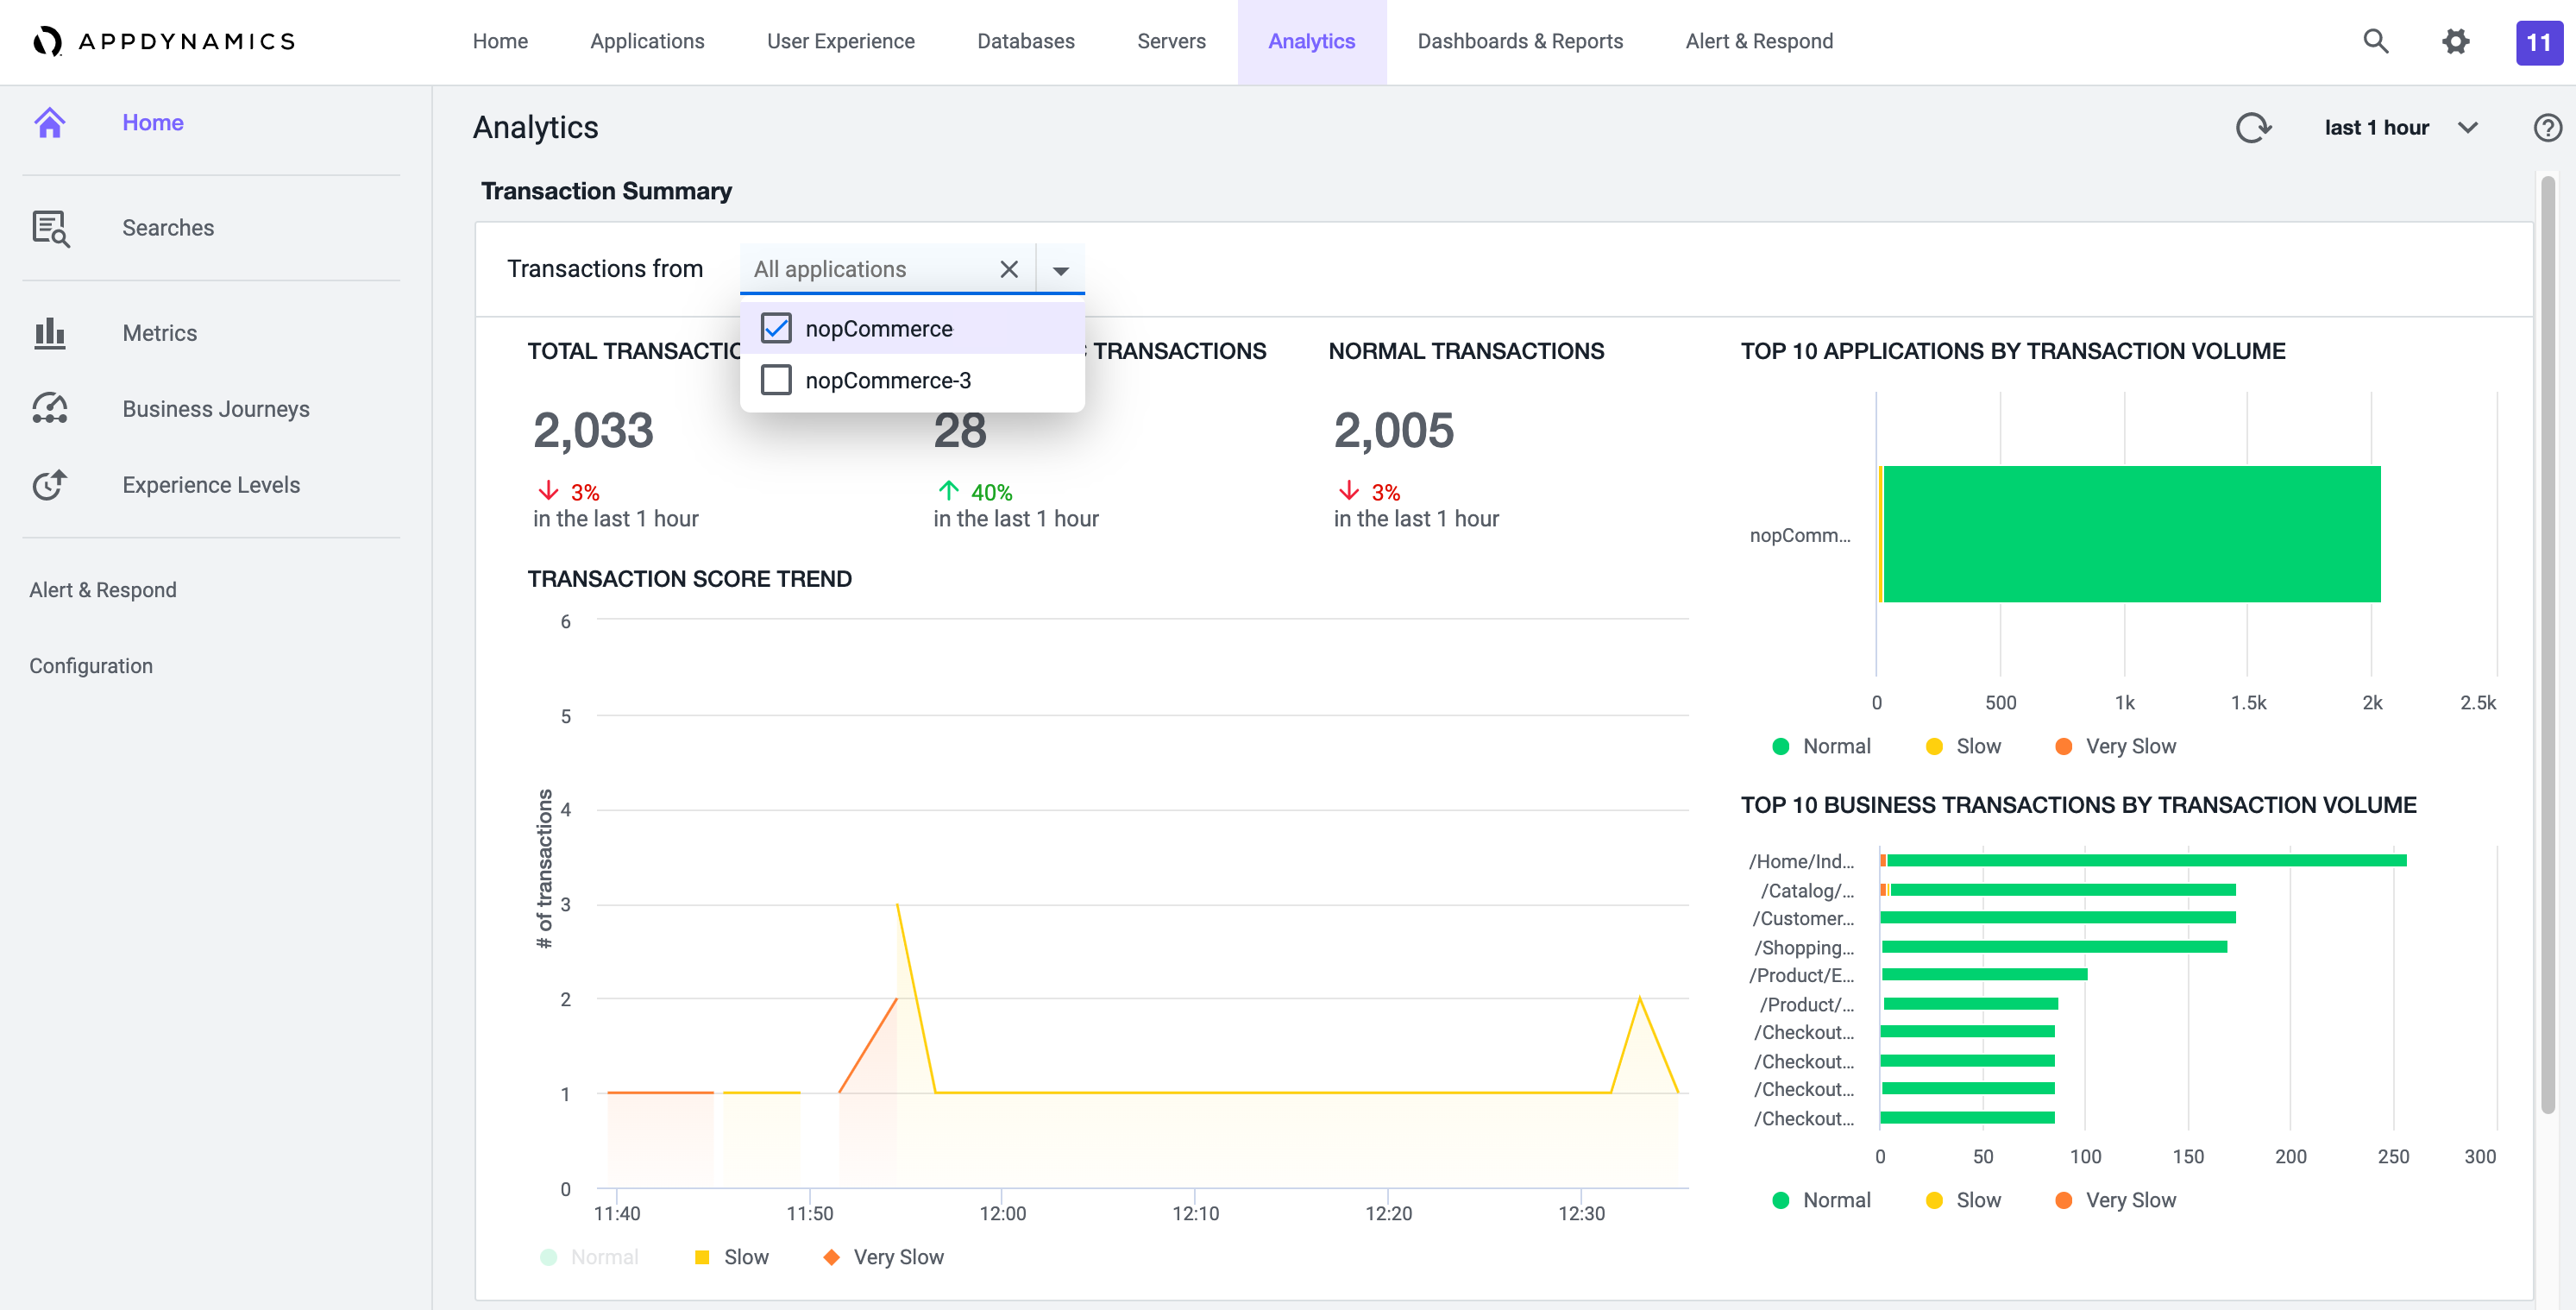 APPDYNAMICS
Home
Applications
User Experience
Databases
Servers
Analytics
Dashboards & Reports
Alert & Respond
11
Home
Searches
Metrics
Business Journeys
Experience Levels
Alert & Respond
Configuration
Analytics
last 1 hour
Transaction Summary
Transactions from
All applications
nopCommerce
nopCommerce-3
TOTAL
TRANSACTIONS
NORMAL TRANSACTIONS
2,033
28
2,005
3%
40%
3%
in the last 1 hour
in the last 1 hour
in the last 1 hour
TRANSACTION SCORE TREND
# of transactions
6
5
4
3
2
1
0
11:40
11:50
12:00
12:10
12:20
12:30
Normal
Slow
Very Slow
TOP 10 APPLICATIONS BY TRANSACTION VOLUME
nopComm...
0
500
1k
1.5k
2k
2.5k
Normal
Slow
Very Slow
TOP 10 BUSINESS TRANSACTIONS BY TRANSACTION VOLUME
/Home/Ind...
/Catalog/...
/Customer...
/Shopping...
/Product/E...
/Product/...
/Checkout...
/Checkout...
/Checkout...
/Checkout...
0
50
100
150
200
250
300
Normal
Slow
Very Slow